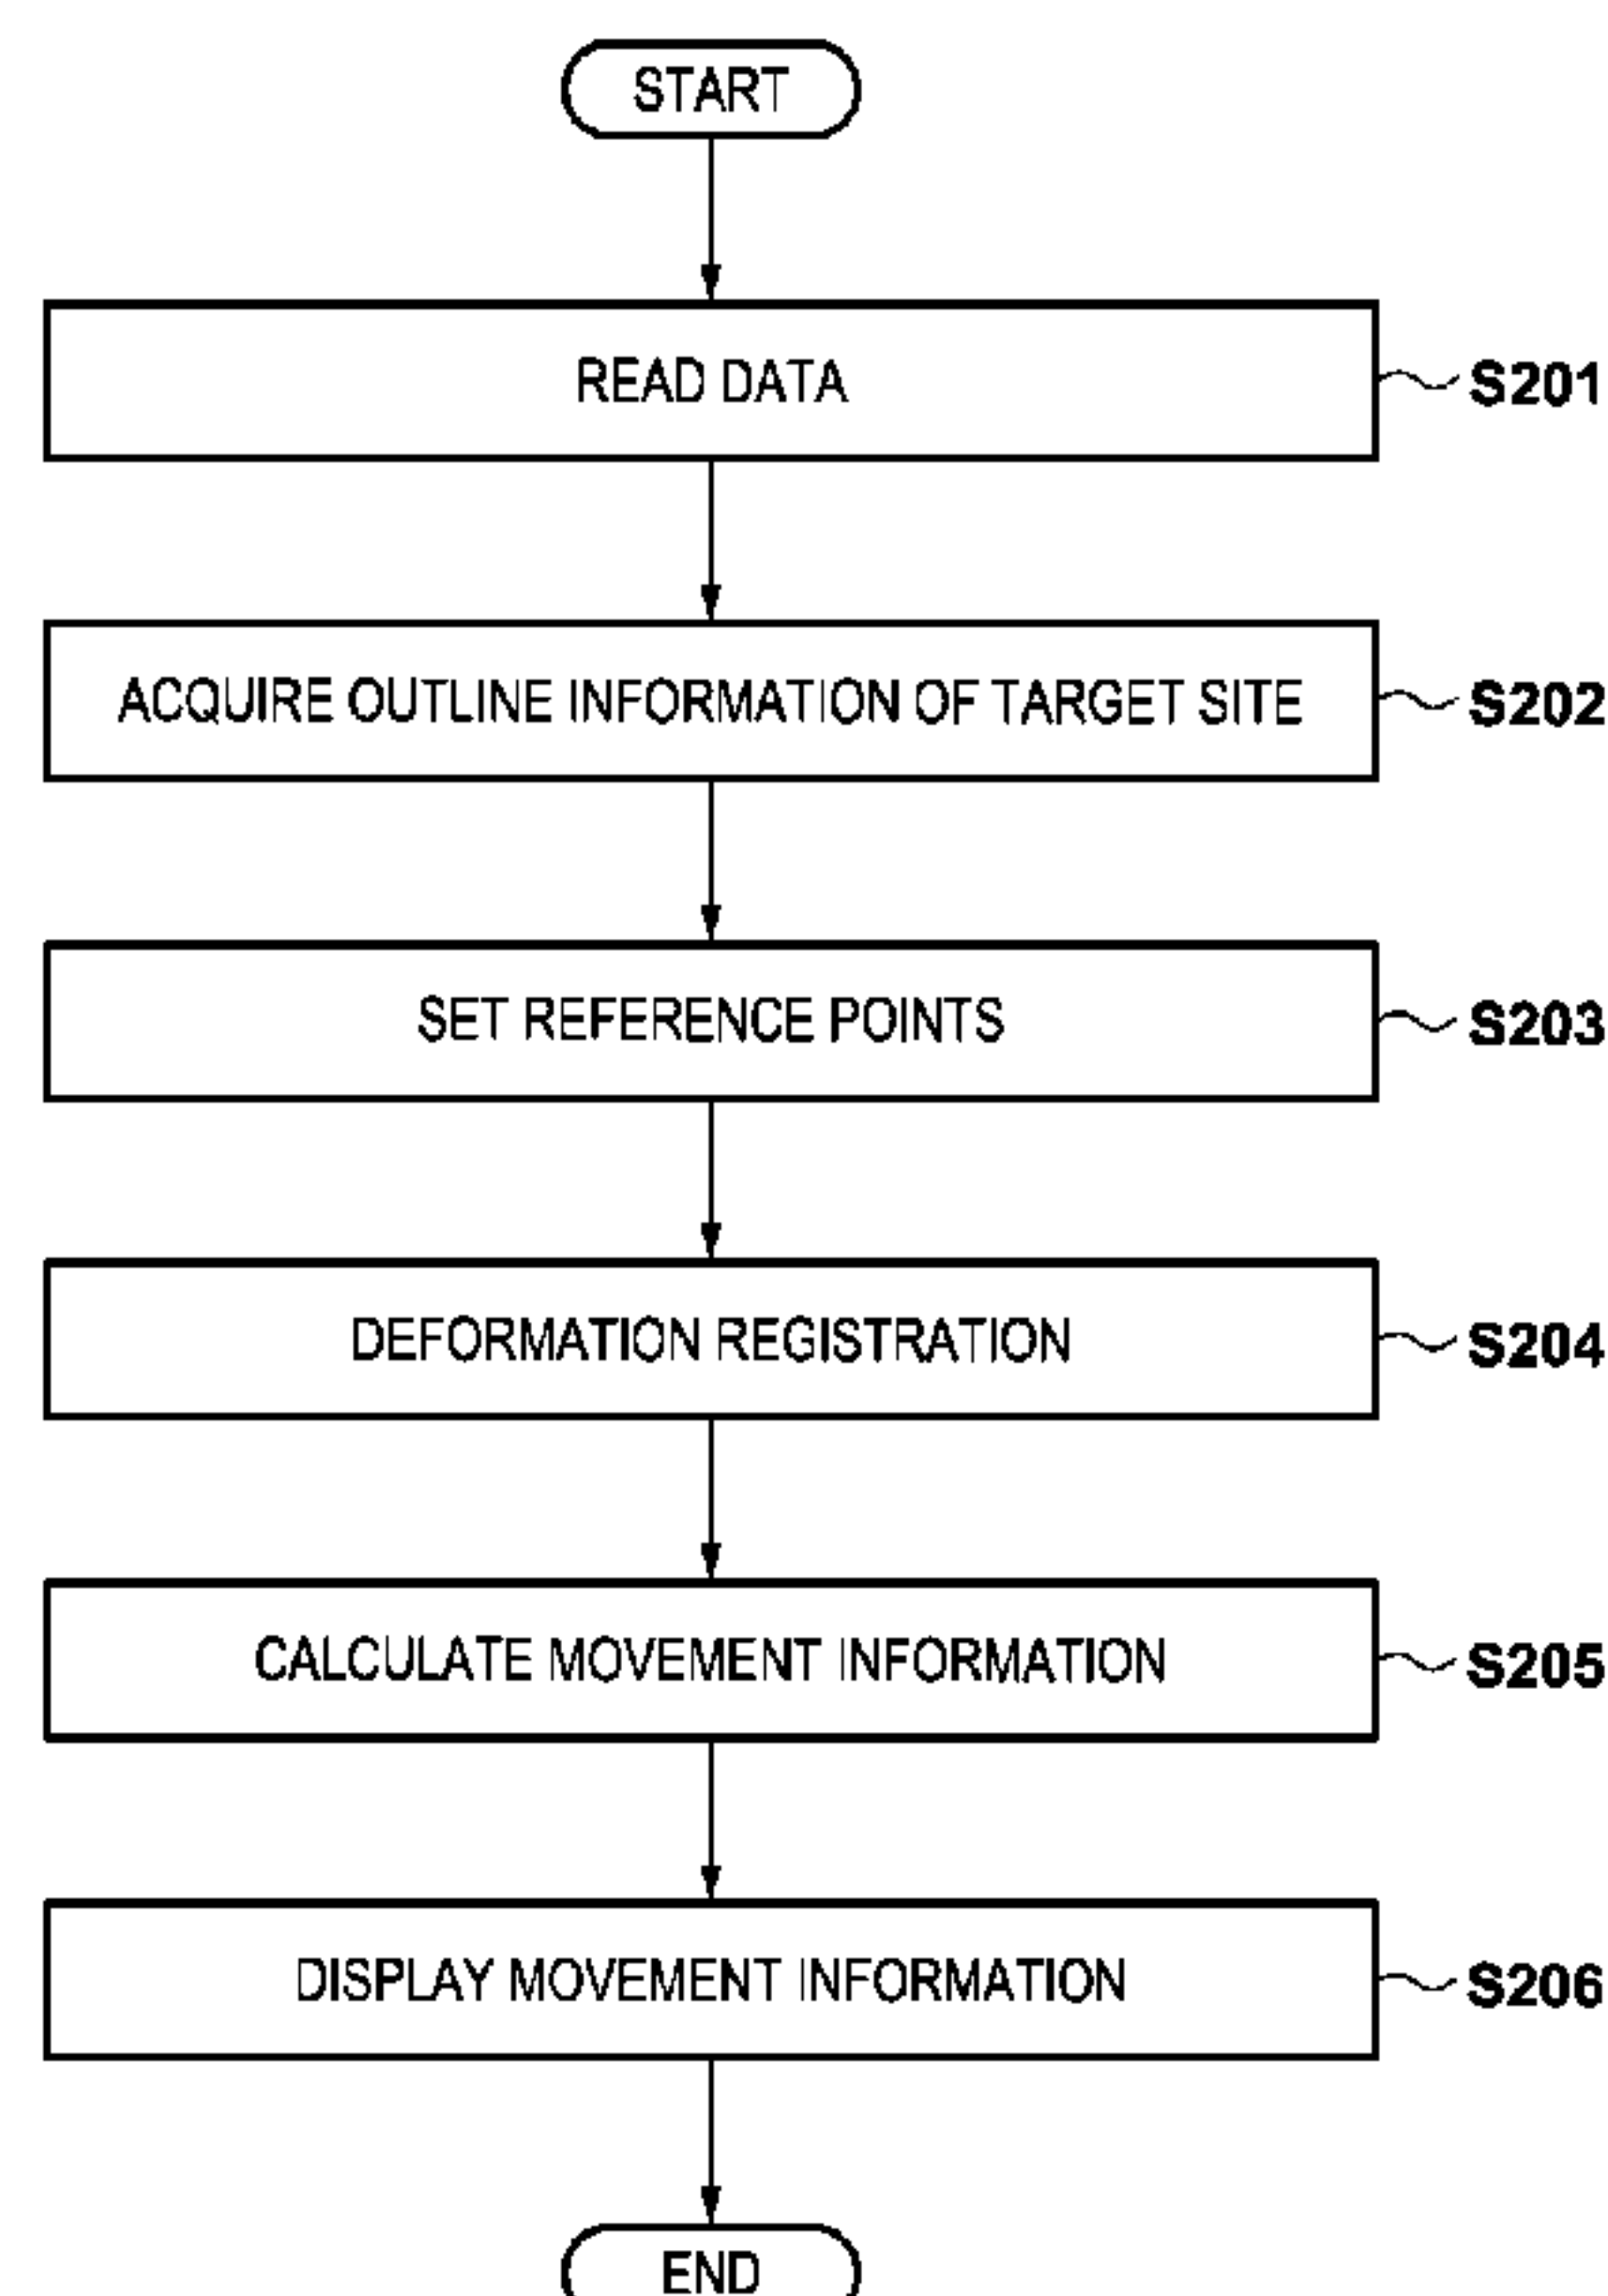 START
READ DATA
S201
ACQUIRE OUTLINE INFORMATION OF TARGET SITE
S202
SET REFERENCE POINTS
S203
DEFORMATION REGISTRATION
S204
CALCULATE MOVEMENT INFORMATION
S205
DISPLAY MOVEMENT INFORMATION
S206
END